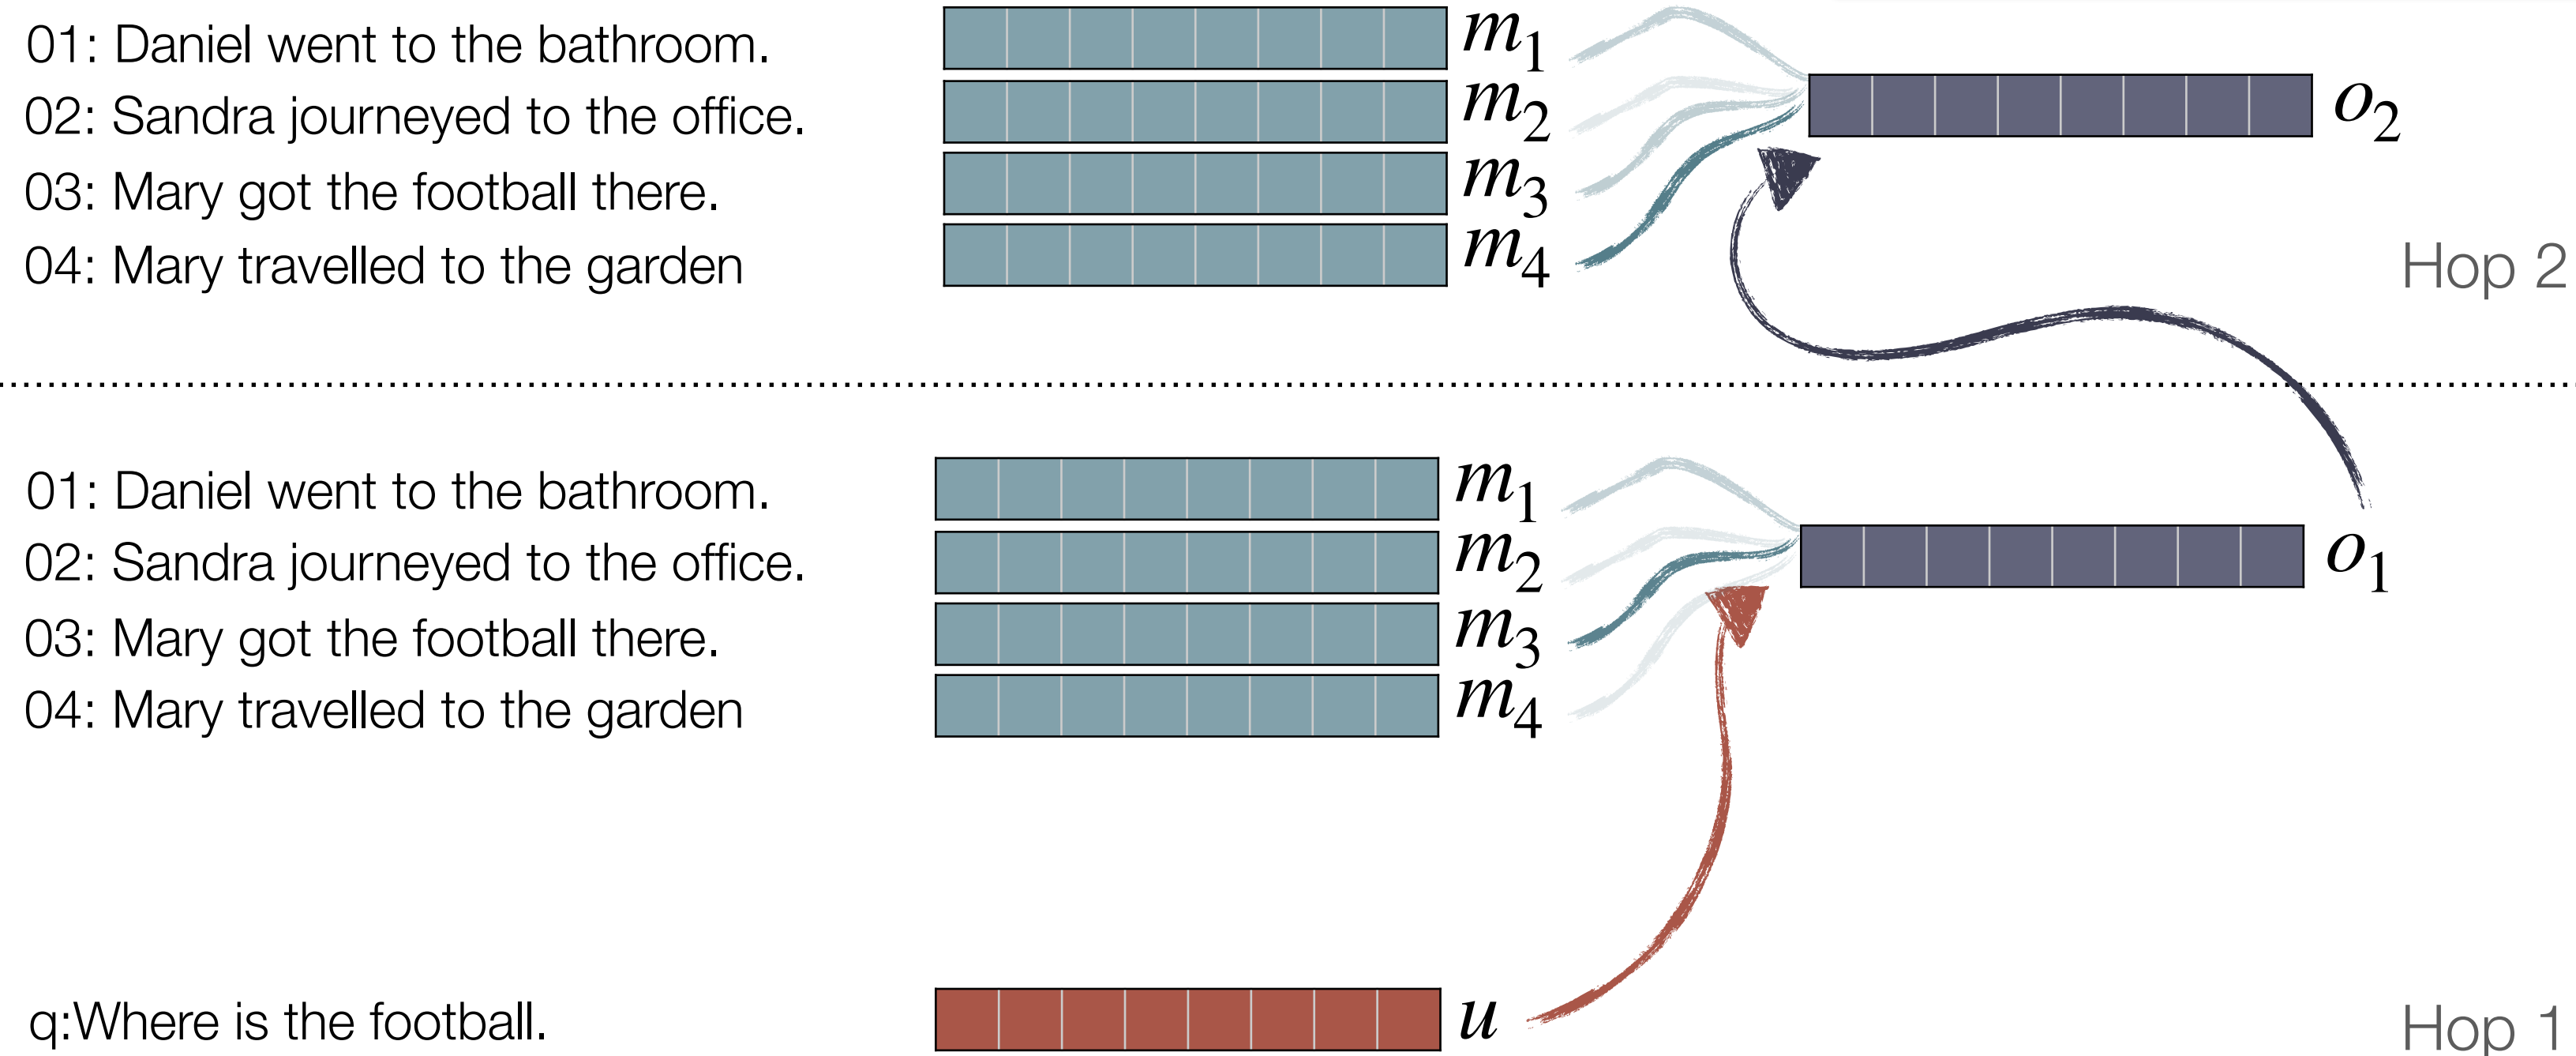 01: Daniel went to the bathroom.
02: Sandra journeyed to the office.
03: Mary got the football there.
04: Mary travelled to the garden
m1
m2
m3
m4
o2
Hop 2
01: Daniel went to the bathroom.
02: Sandra journeyed to the office.
03: Mary got the football there.
04: Mary travelled to the garden
m1
m2
m3
m4
o1
q:Where is the football.
u
Hop 1